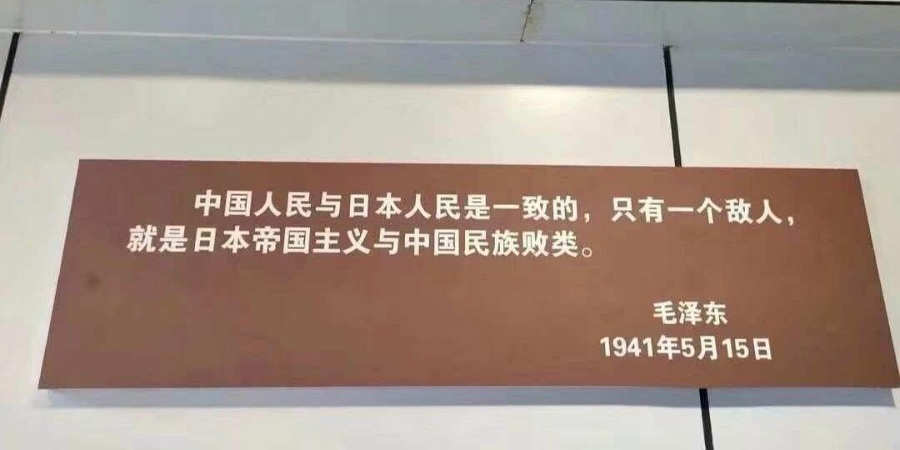 中国人民与日本人民是一致的，只有一个敌人，
就是日本帝国主义与中国民族败类。
毛泽东
1941年5月15日